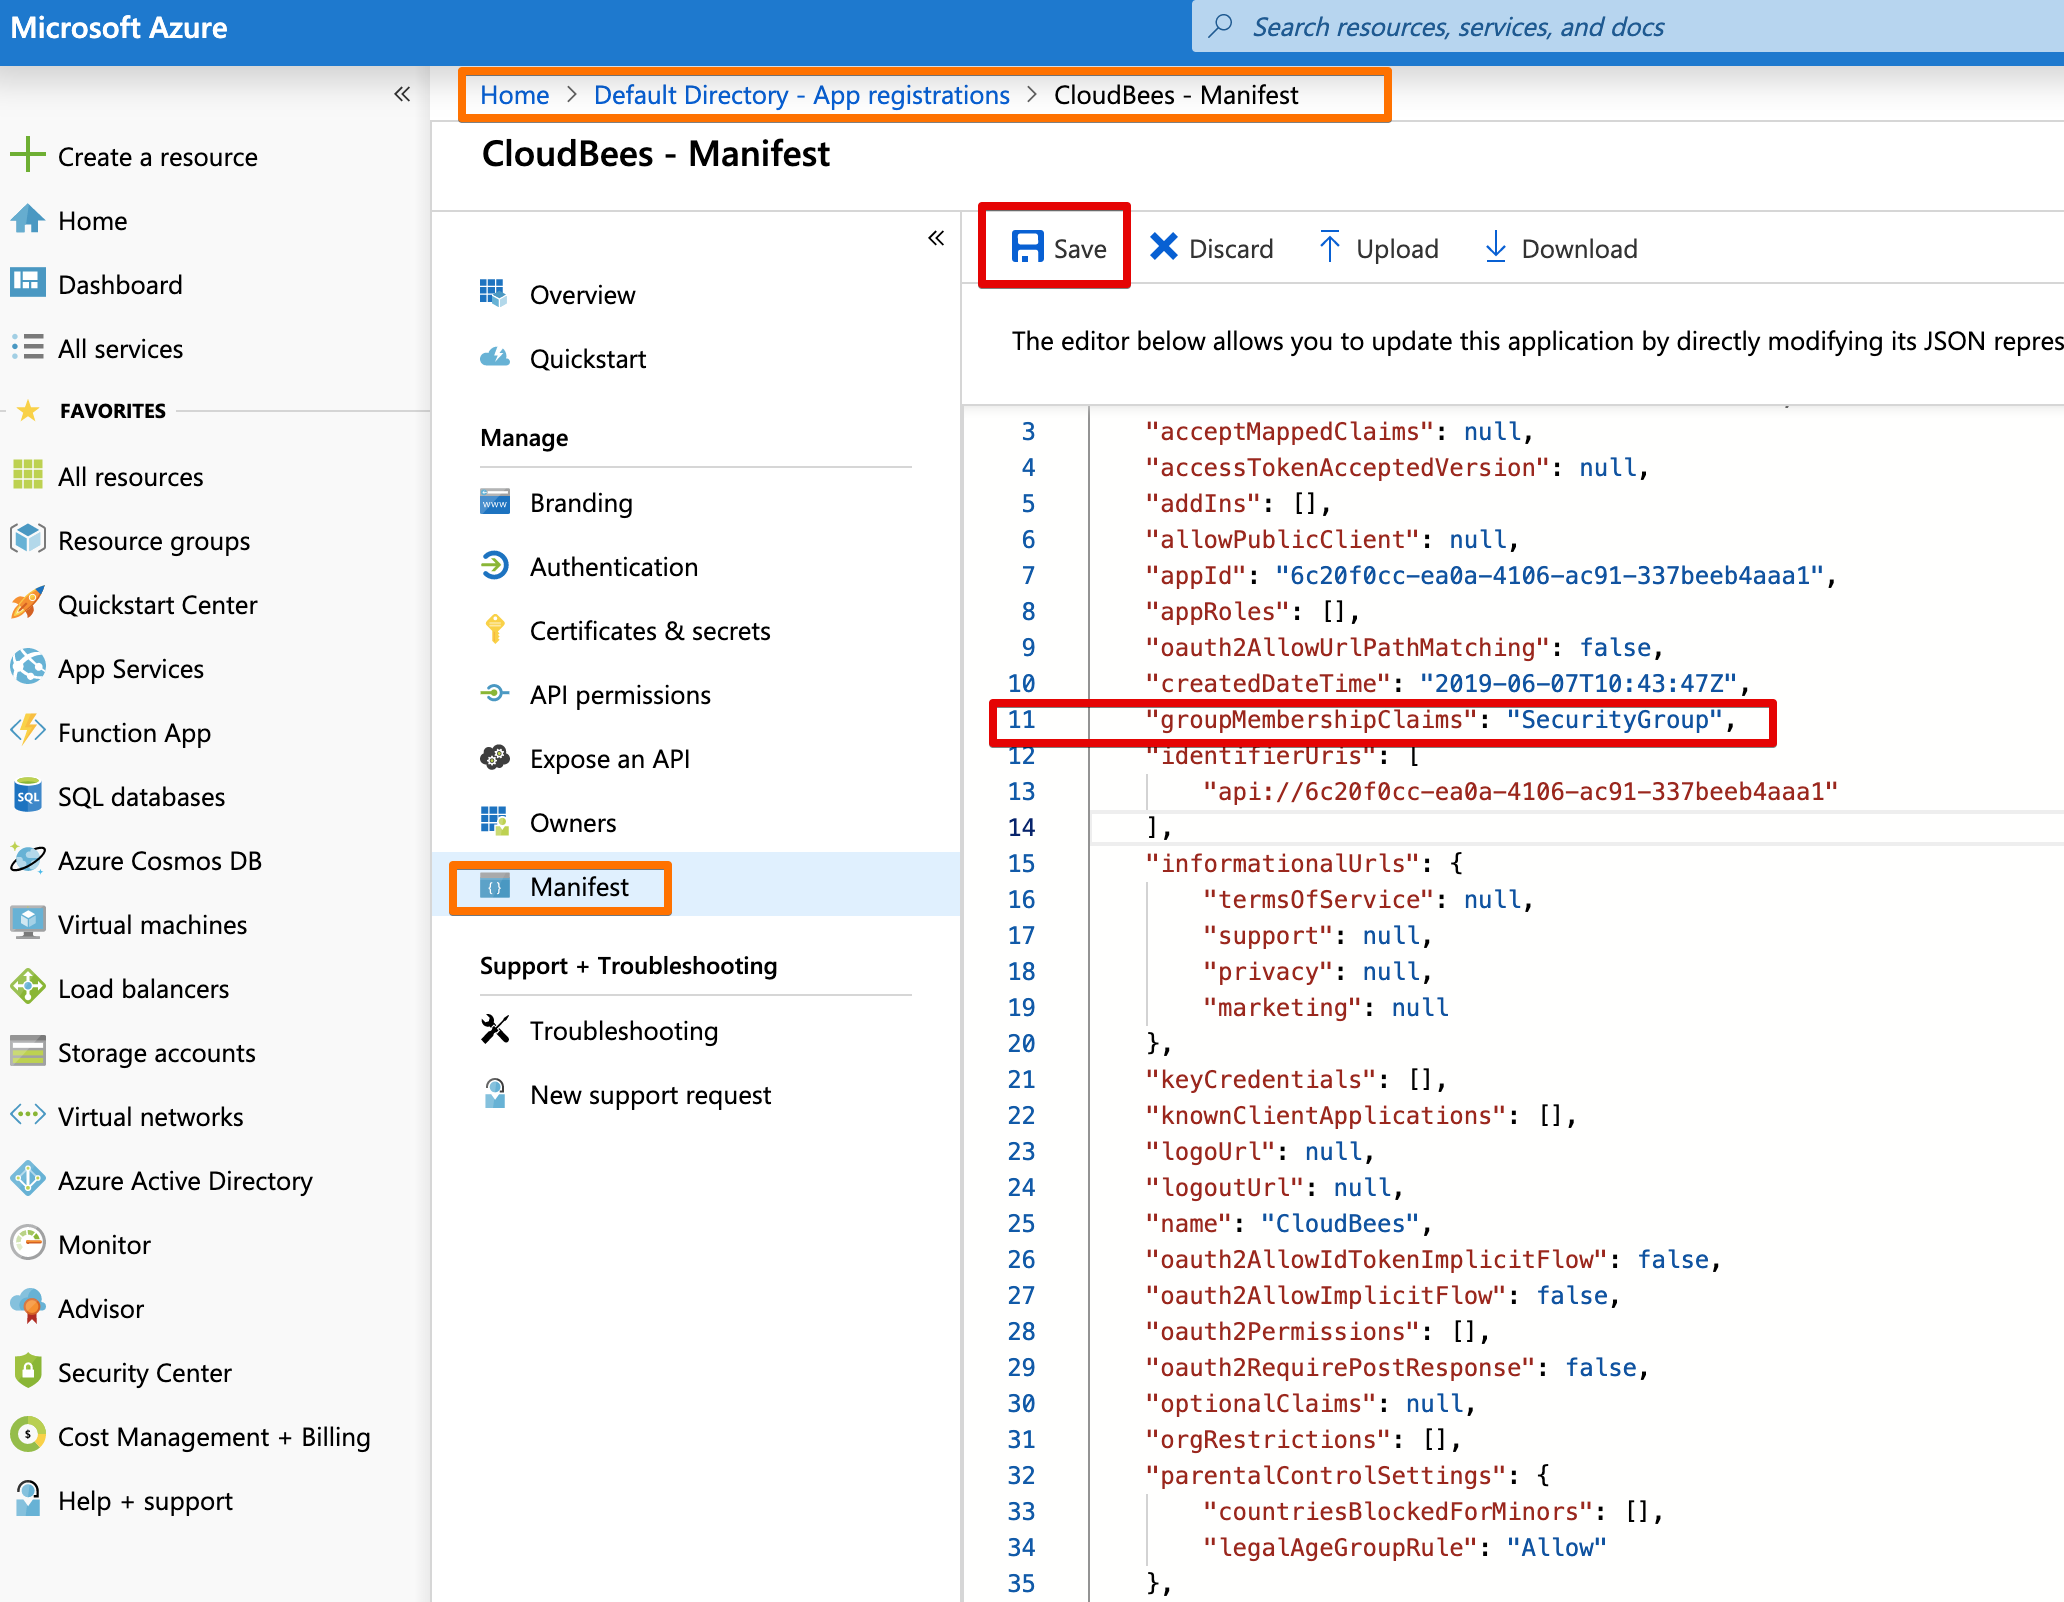 Microsoft Azure
Search resources, services, and docs
Home > Default Directory - App registrations > CloudBees - Manifest
CloudBees - Manifest
Create a resource
Home
Dashboard
All services
FAVORITES
All resources
Resource groups
Quickstart Center
App Services
Function App
SQL databases
Azure Cosmos DB
Virtual machines
Load balancers
Storage accounts
Virtual networks
Azure Active Directory
Monitor
Advisor
Security Center
Cost Management + Billing
Help + support
Overview
Quickstart
Manage
Branding
Authentication
Certificates & secrets
API permissions
Expose an API
Owners
Manifest
Support + Troubleshooting
Troubleshooting
New support request
Save Discard Upload Download
The editor below allows you to update this application by directly modifying its JSON repres
3 "acceptMappedClaims": null,
4 "accessTokenAcceptedVersion": null,
5 "addIns": [],
6 "allowPublicClient": null,
7 "appId": "6c20f0cc-ea0a-4106-ac91-337beeb4aaa1",
8 "appRoles": [],
9 "oauth2AllowUrlPathMatching": false,
10 "createdDateTime": "2019-06-07T10:43:47Z",
11 "groupMembershipClaims": "SecurityGroup",
12 "identifierUris": [
13 "api://6c20f0cc-ea0a-4106-ac91-337beeb4aaa1"
14 ],
15 "informationalUrls": {
16 "termsOfService": null,
17 "support": null,
18 "privacy": null,
19 "marketing": null
20 },
21 "keyCredentials": [],
22 "knownClientApplications": [],
23 "logoUrl": null,
24 "logoutUrl": null,
25 "name": "CloudBees",
26 "oauth2AllowIdTokenImplicitFlow": false,
27 "oauth2AllowImplicitFlow": false,
28 "oauth2Permissions": [],
29 "oauth2RequirePostResponse": false,
30 "optionalClaims": null,
31 "orgRestrictions": [],
32 "parentalControlSettings": {
33 "countriesBlockedForMinors": [],
34 "legalAgeGroupRule": "Allow"
35 },